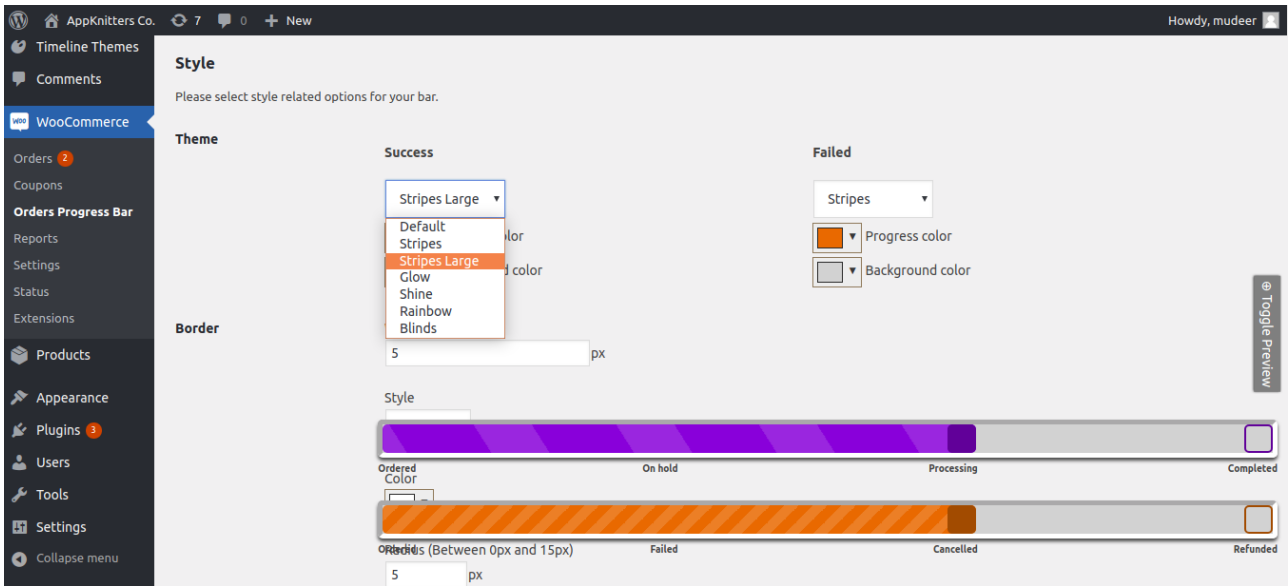 AppKnitters Co. 7 0 New Howdy, mudeer
Timeline Themes
Comments
WOO WooCommerce
Orders 2
Coupons
Orders Progress Bar
Reports
Settings
Status
Extensions
Products
Appearance
Plugins 3
Users
Tools
Settings
Collapse menu
Style
Please select style related options for your bar.
Theme
Success
Stripes Large ▼
Default
Stripes
Stripes Large
Glow
Shine
Rainbow
Blinds
Failed
Stripes ▼
Progress color
Background color
Border
5 px
Style
Ordered On hold Processing Completed
Color
Ordered Failed Cancelled Refunded
Radius (Between 0px and 15px)
5 px
⊕ Toggle Preview